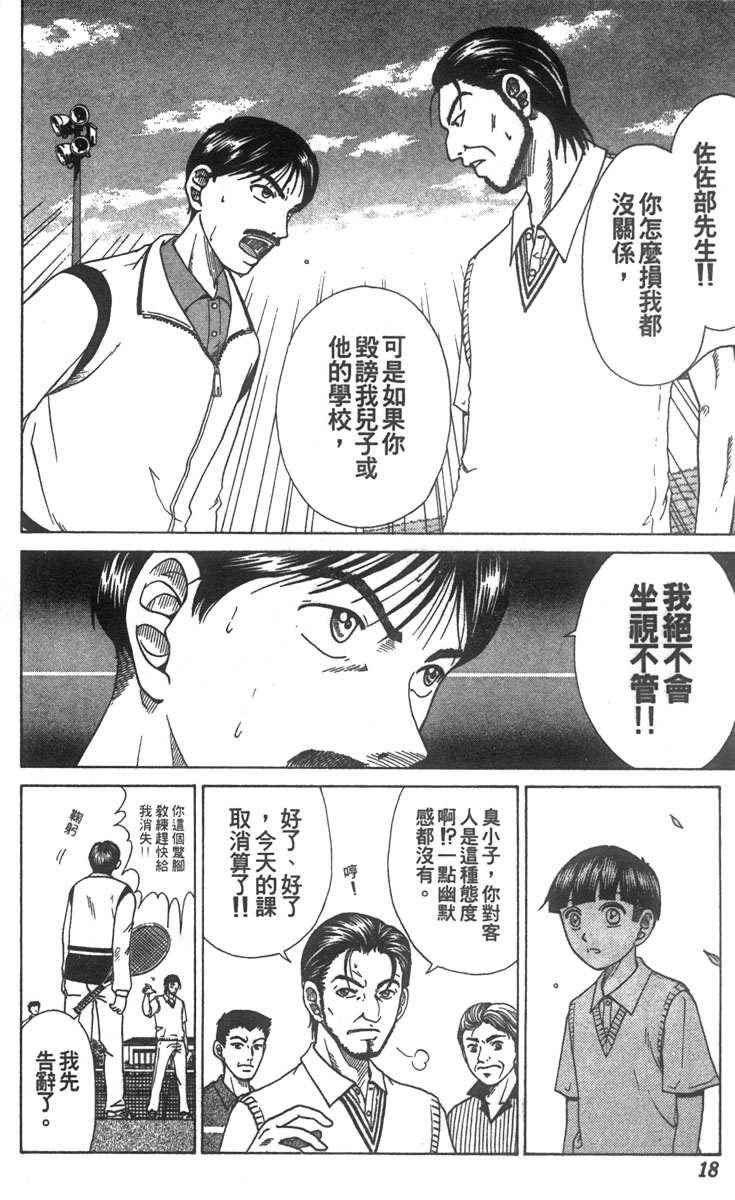 佐佐部先生!!
你怎麼損我都
沒關係，
可是如果你
毀謗我兒子或
他的學校，
我絕不會
坐視不管!!
臭小子，你對客
人是這種態度
啊!?一點幽默
感都沒有。
哼！
好了、好了
，今天的課
取消算了!!
你這個蹩腳
教練趕快給
我消失!!
鞠躬
我先
告辭了。
18